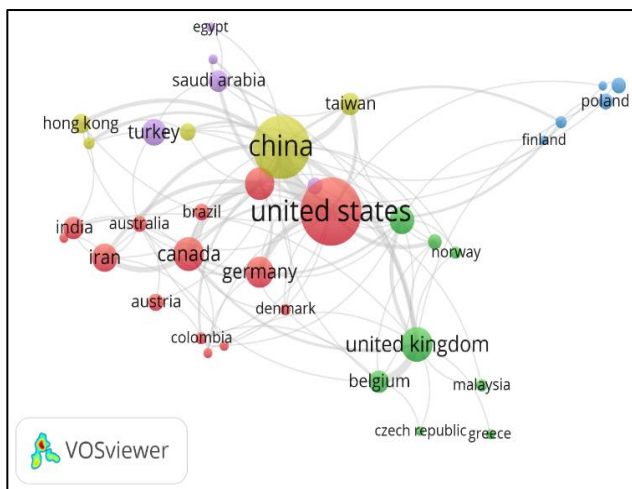 egypt
saudi arabia
taiwan
poland
hong kong
turkey
china
finland
united states
india
australia
brazil
norway
iran
canada
germany
austria
denmark
colombia
united kingdom
belgium
malaysia
czech republic
greece
VOSviewer